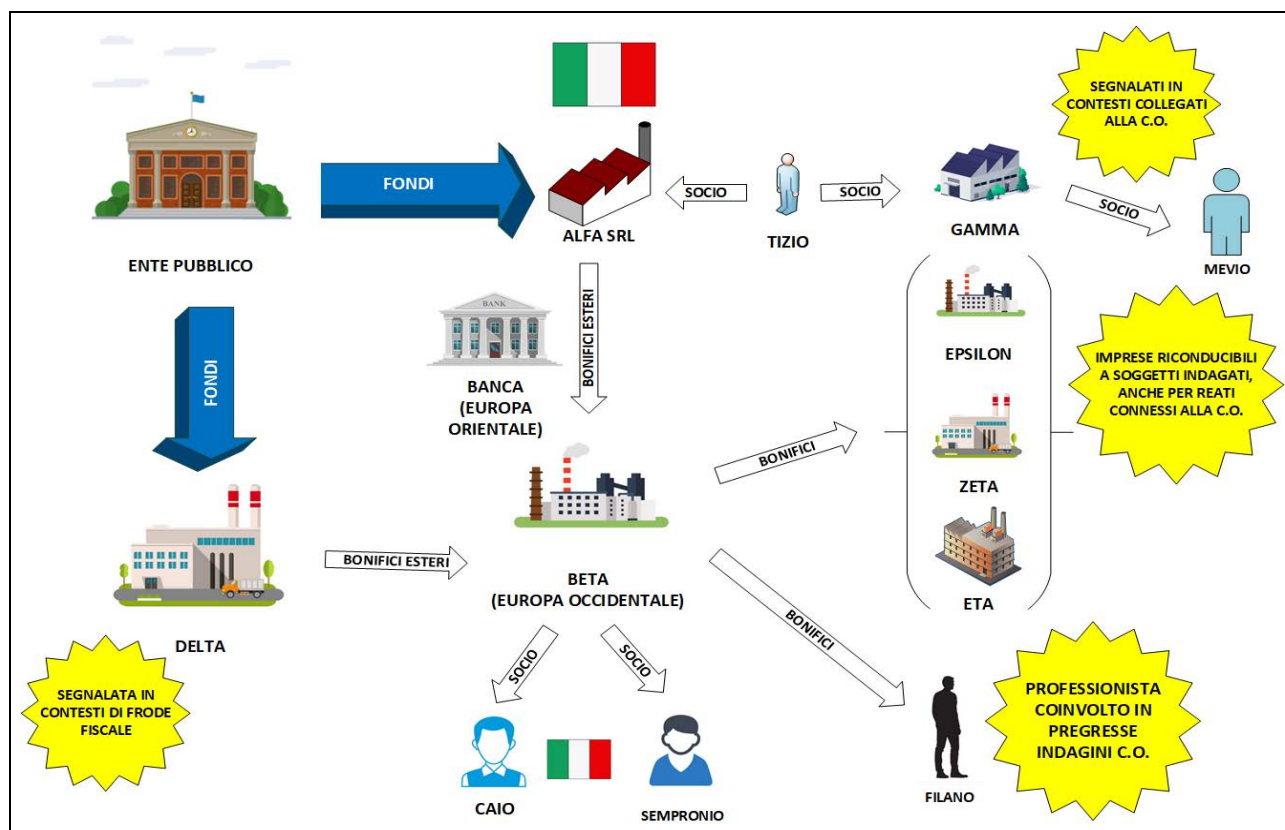 SEGNALATI IN
CONTESTI COLLEGATI
ALLA C.O.
FONDI
SOCIO
SOCIO
SOCIO
ALFA SRL
TIZIO
GAMMA
MEVIO
ENTE PUBBLICO
BANK
BONIFICI ESTERI
EPSILON
BANCA
(EUROPA
ORIENTALE)
IMPRESE RICONDUCIBILI
A SOGGETTI INDAGATI,
ANCHE PER REATI
CONNESSI ALLA C.O.
FONDI
BONIFICI
ZETA
BONIFICI ESTERI
BETA
(EUROPA OCCIDENTALE)
ETA
BONIFICI
DELTA
SOCIO
SOCIO
SEGNALATA IN
CONTESTI DI FRODE
FISCALE
PROFESSIONISTA
COINVOLTO IN
PREGRESSE
INDAGINI C.O.
CAIO
SEMPRONIO
FILANO